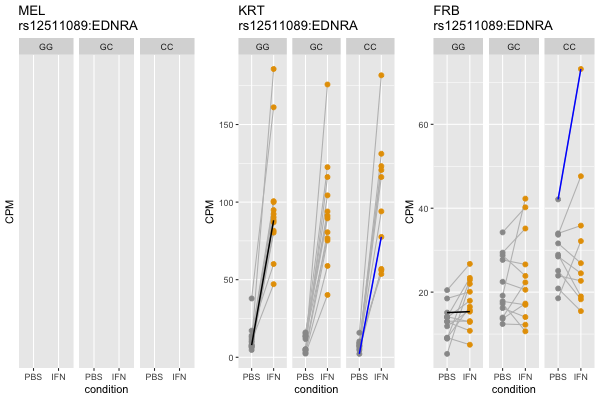 MEL
rs12511089:EDNRA
GG GC CC
CPM
PBS IFN PBS IFN PBS IFN
condition
KRT
rs12511089:EDNRA
GG GC CC
150
100
50
0
CPM
PBS IFN PBS IFN PBS IFN
condition
FRB
rs12511089:EDNRA
GG GC CC
60
40
20
CPM
PBS IFN PBS IFN PBS IFN
condition